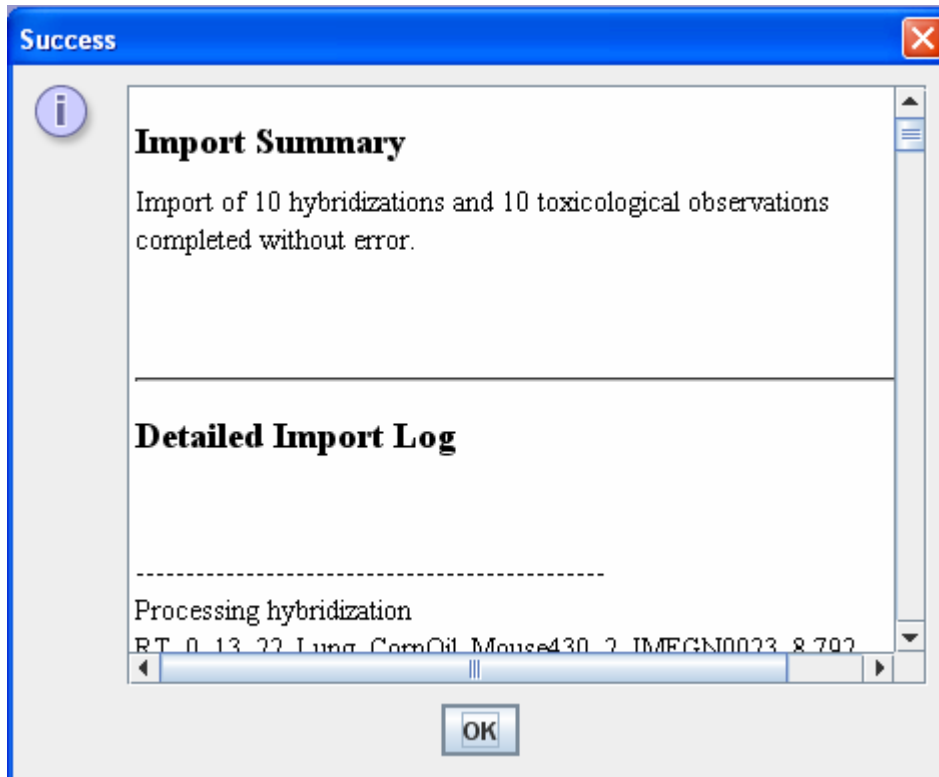 Success
Import Summary
Import of 10 hybridizations and 10 toxicological observations
completed without error.
Detailed Import Log
-----------------------------------------------
Processing hybridization
RT_0_13_22_Lung_CornOil_Mouse430_2_
OK